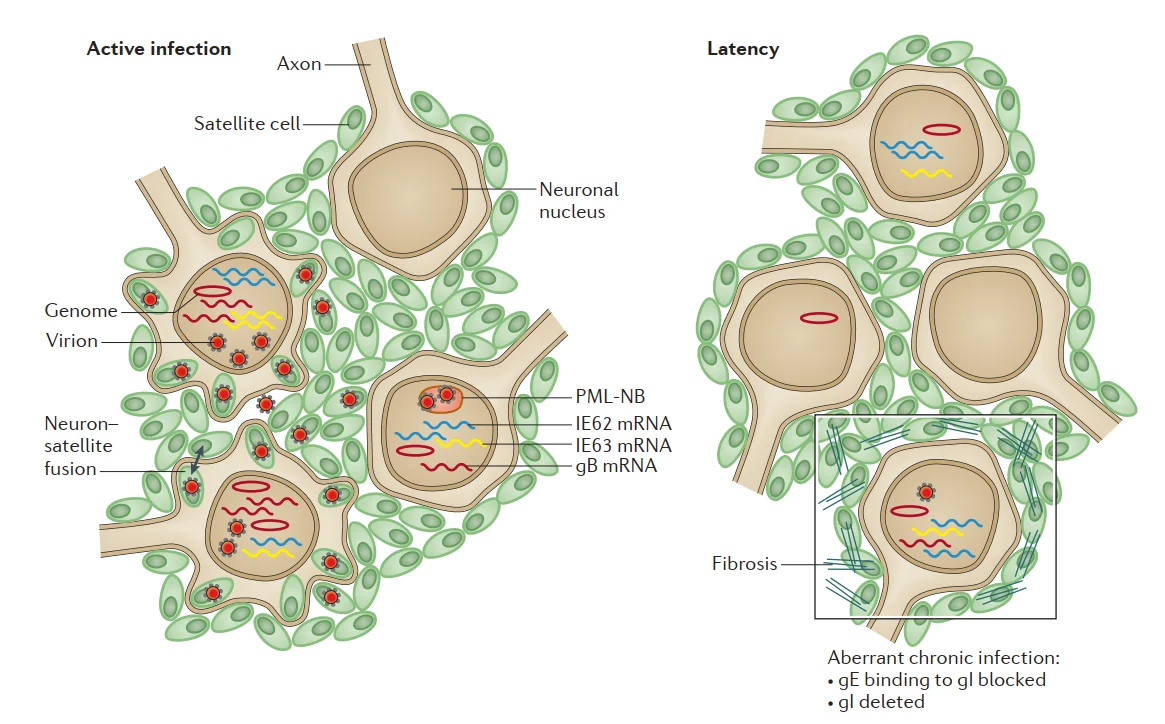 Active infection
Axon
Satellite cell
Neuronal
nucleus
Genome
Virion
Neuron–
satellite
fusion
PML-NB
IE62 mRNA
IE63 mRNA
gB mRNA
Latency
Fibrosis
Aberrant chronic infection:
• gE binding to gI blocked
• gI deleted